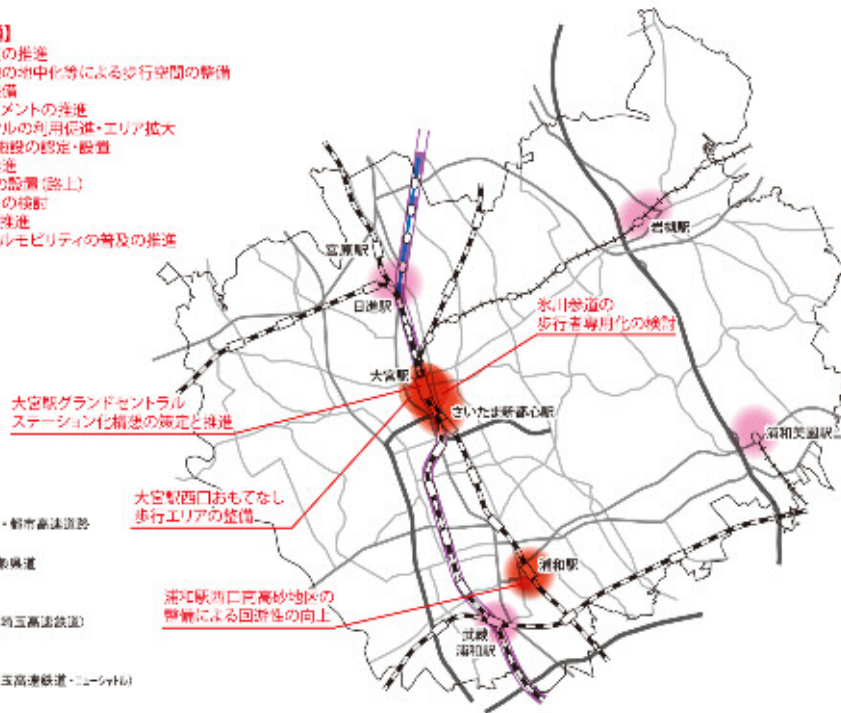 】
の推進
の地中化等による歩行空間の整備
備
メントの推進
ルの利用促進・エリア拡大
施設の認定・設置
進
の設置（路上）
の検討
推進
ルモビリティの普及の推進
岩槻駅
宮原駅
日進駅
氷川参道の
歩行者専用化の検討
大宮駅
さいたま新都心駅
大宮駅グランドセントラル
ステーション化構想の策定と推進
浦和美園駅
大宮駅西口おもてなし
歩行エリアの整備
・都市高速道路
県道
浦和駅
浦和駅西口南高砂地区の
整備による回遊性の向上
埼玉高速鉄道）
武蔵
浦和駅
玉高速鉄道・ニューシャトル）